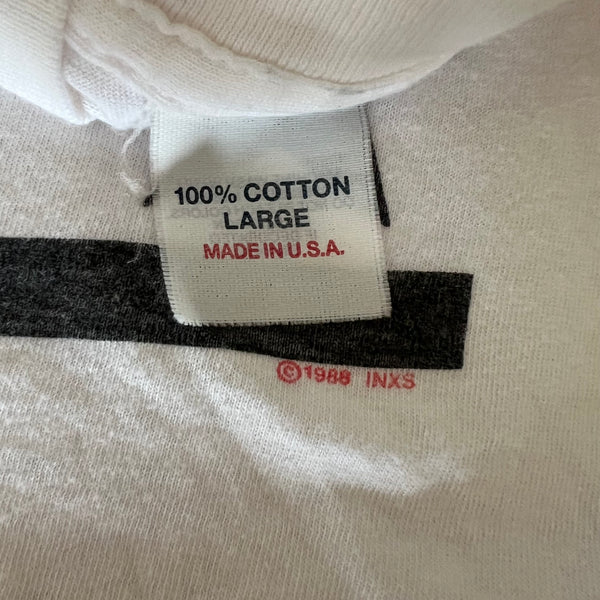 100% COTTON
LARGE
MADE IN U.S.A.
©1988 INXS